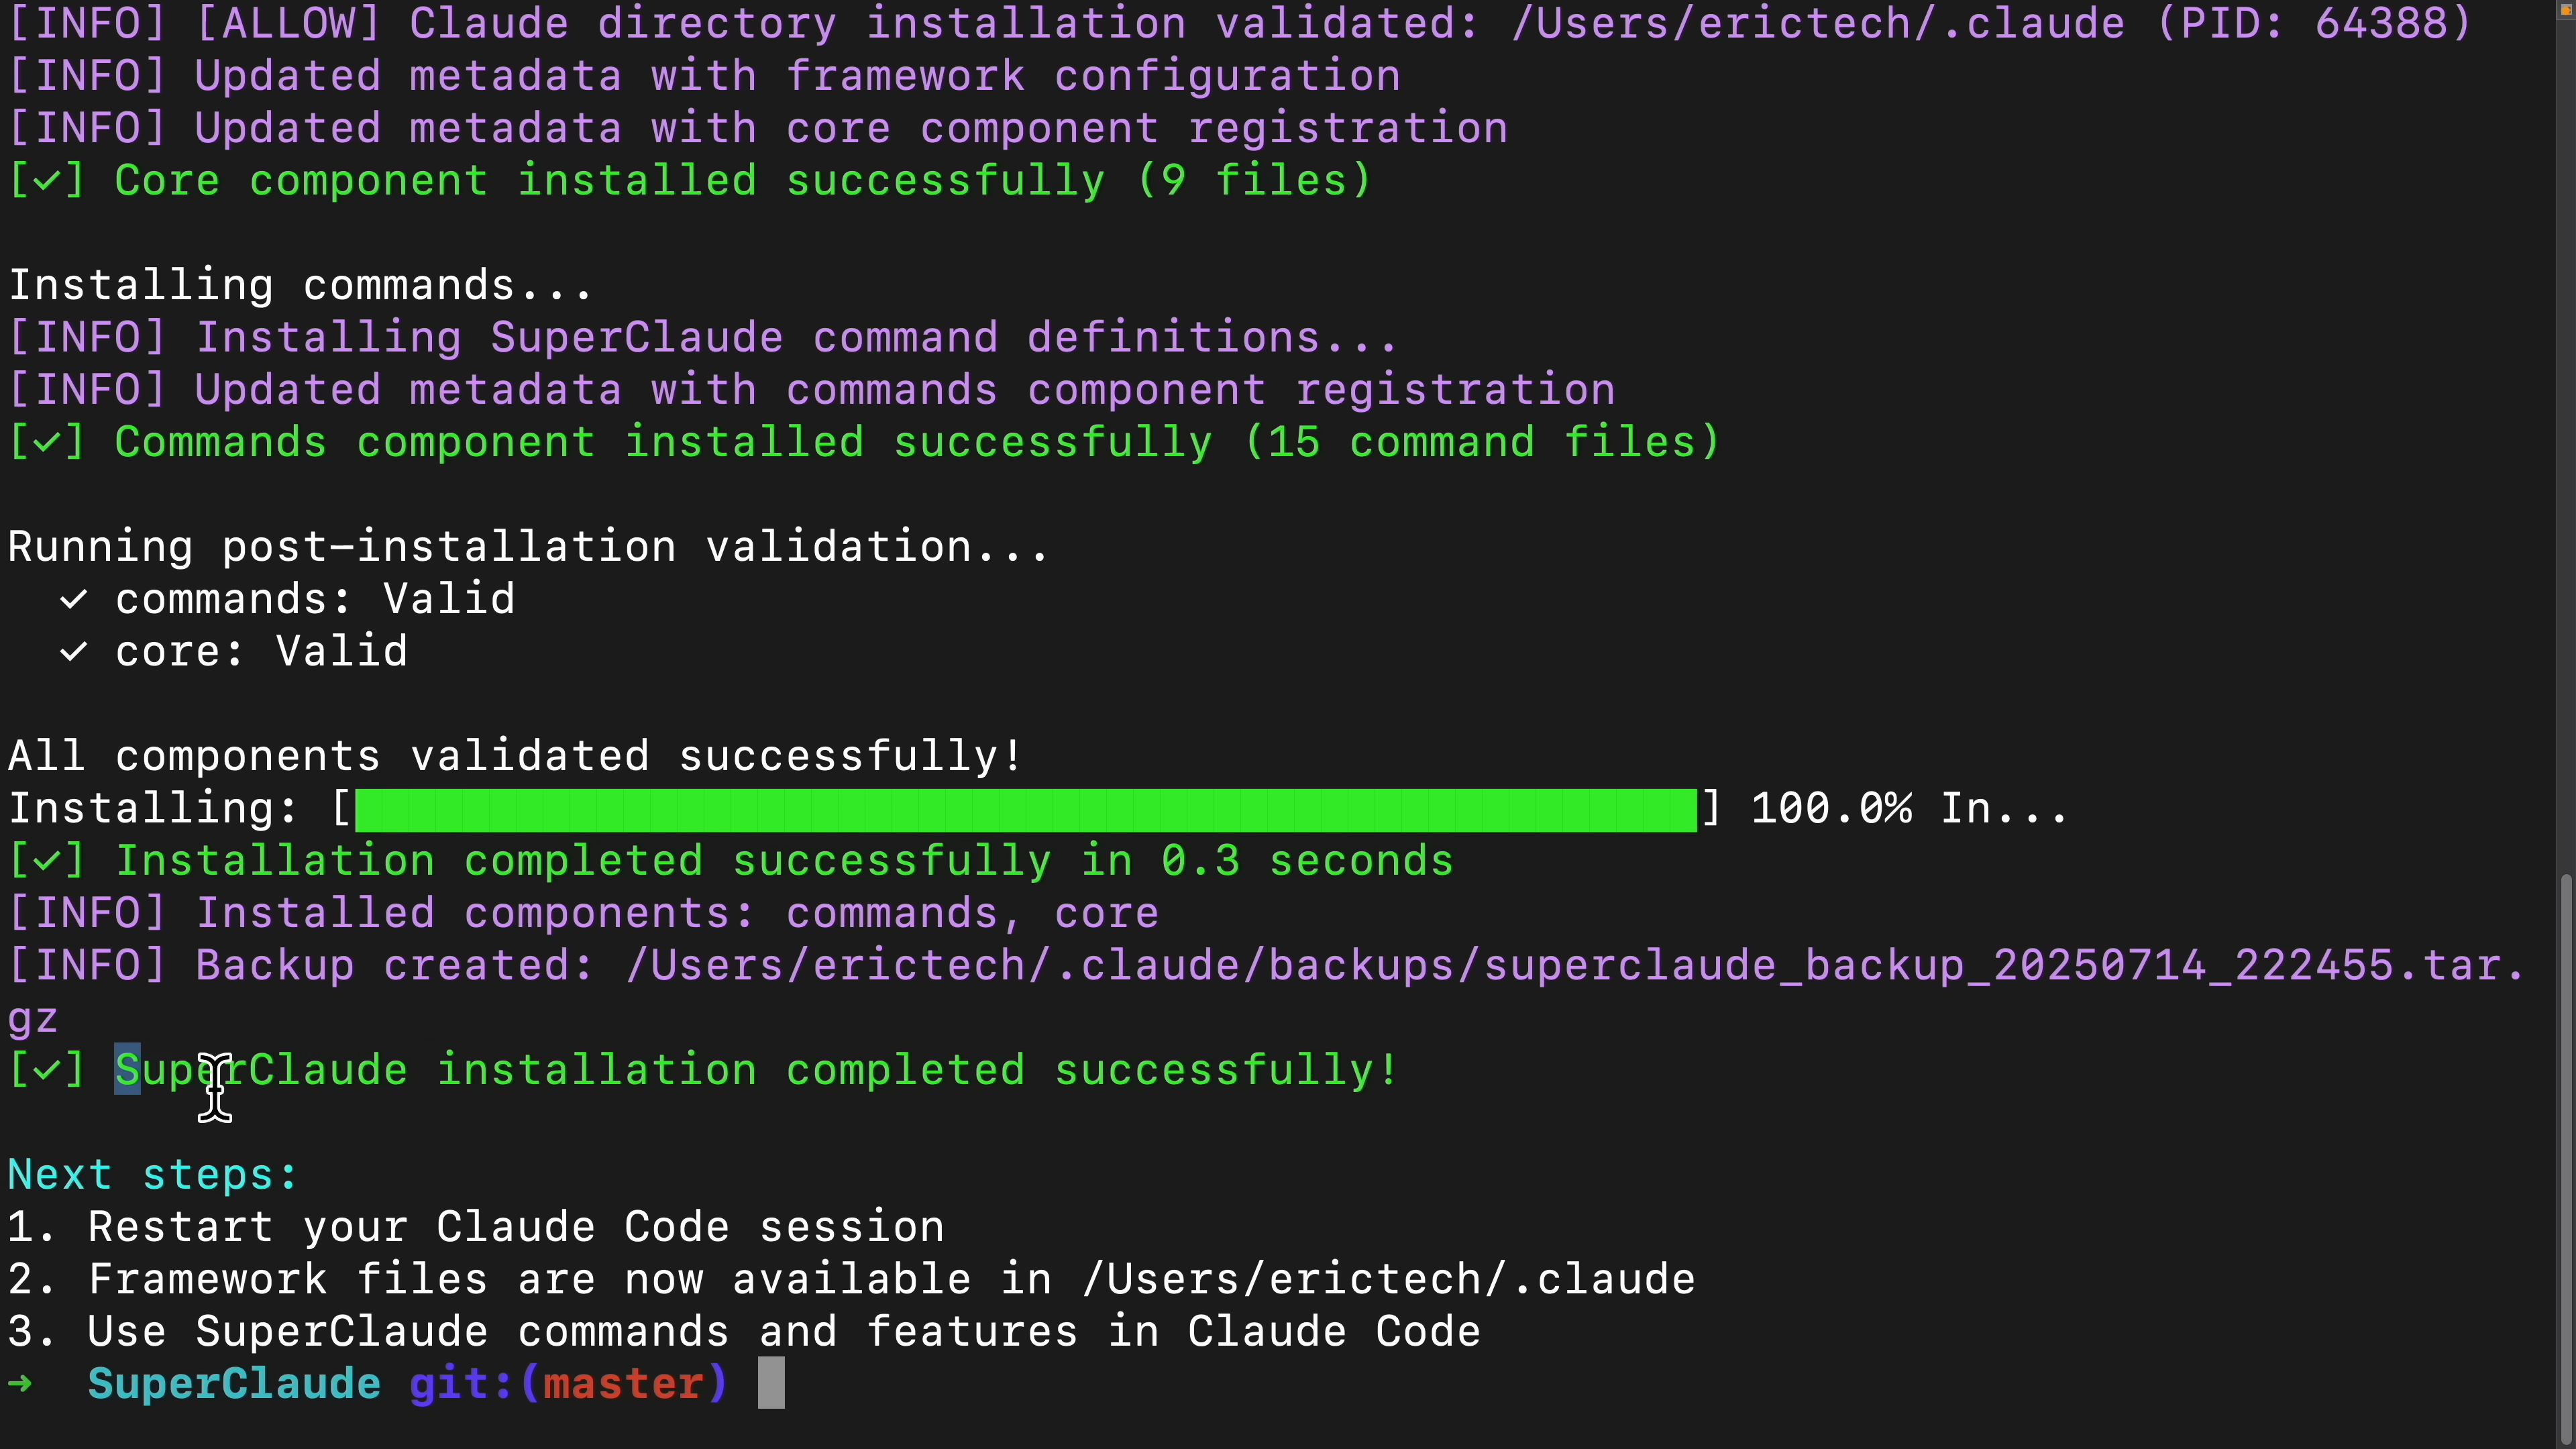 [INFO] [ALLOW] Claude directory installation validated: /Users/erictech/.claude (PID: 64388)
[INFO] Updated metadata with framework configuration
[INFO] Updated metadata with core component registration
[✓] Core component installed successfully (9 files)
Installing commands...
[INFO] Installing SuperClaude command definitions...
[INFO] Updated metadata with commands component registration
[✓] Commands component installed successfully (15 command files)
Running post-installation validation...
✓ commands: Valid
✓ core: Valid
All components validated successfully!
Installing: [██████████████████████████████████████████████████] 100.0% In...
[✓] Installation completed successfully in 0.3 seconds
[INFO] Installed components: commands, core
[INFO] Backup created: /Users/erictech/.claude/backups/superclaude_backup_20250714_222455.tar.
gz
[✓] SuperClaude installation completed successfully!
Next steps:
1. Restart your Claude Code session
2. Framework files are now available in /Users/erictech/.claude
3. Use SuperClaude commands and features in Claude Code
→ SuperClaude git:(master)